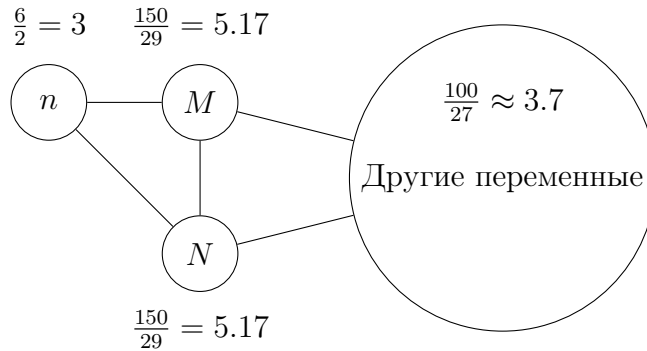 6/2 = 3
150/29 = 5.17
n
M
100/27 ≈ 3.7
Другие переменные
N
150/29 = 5.17